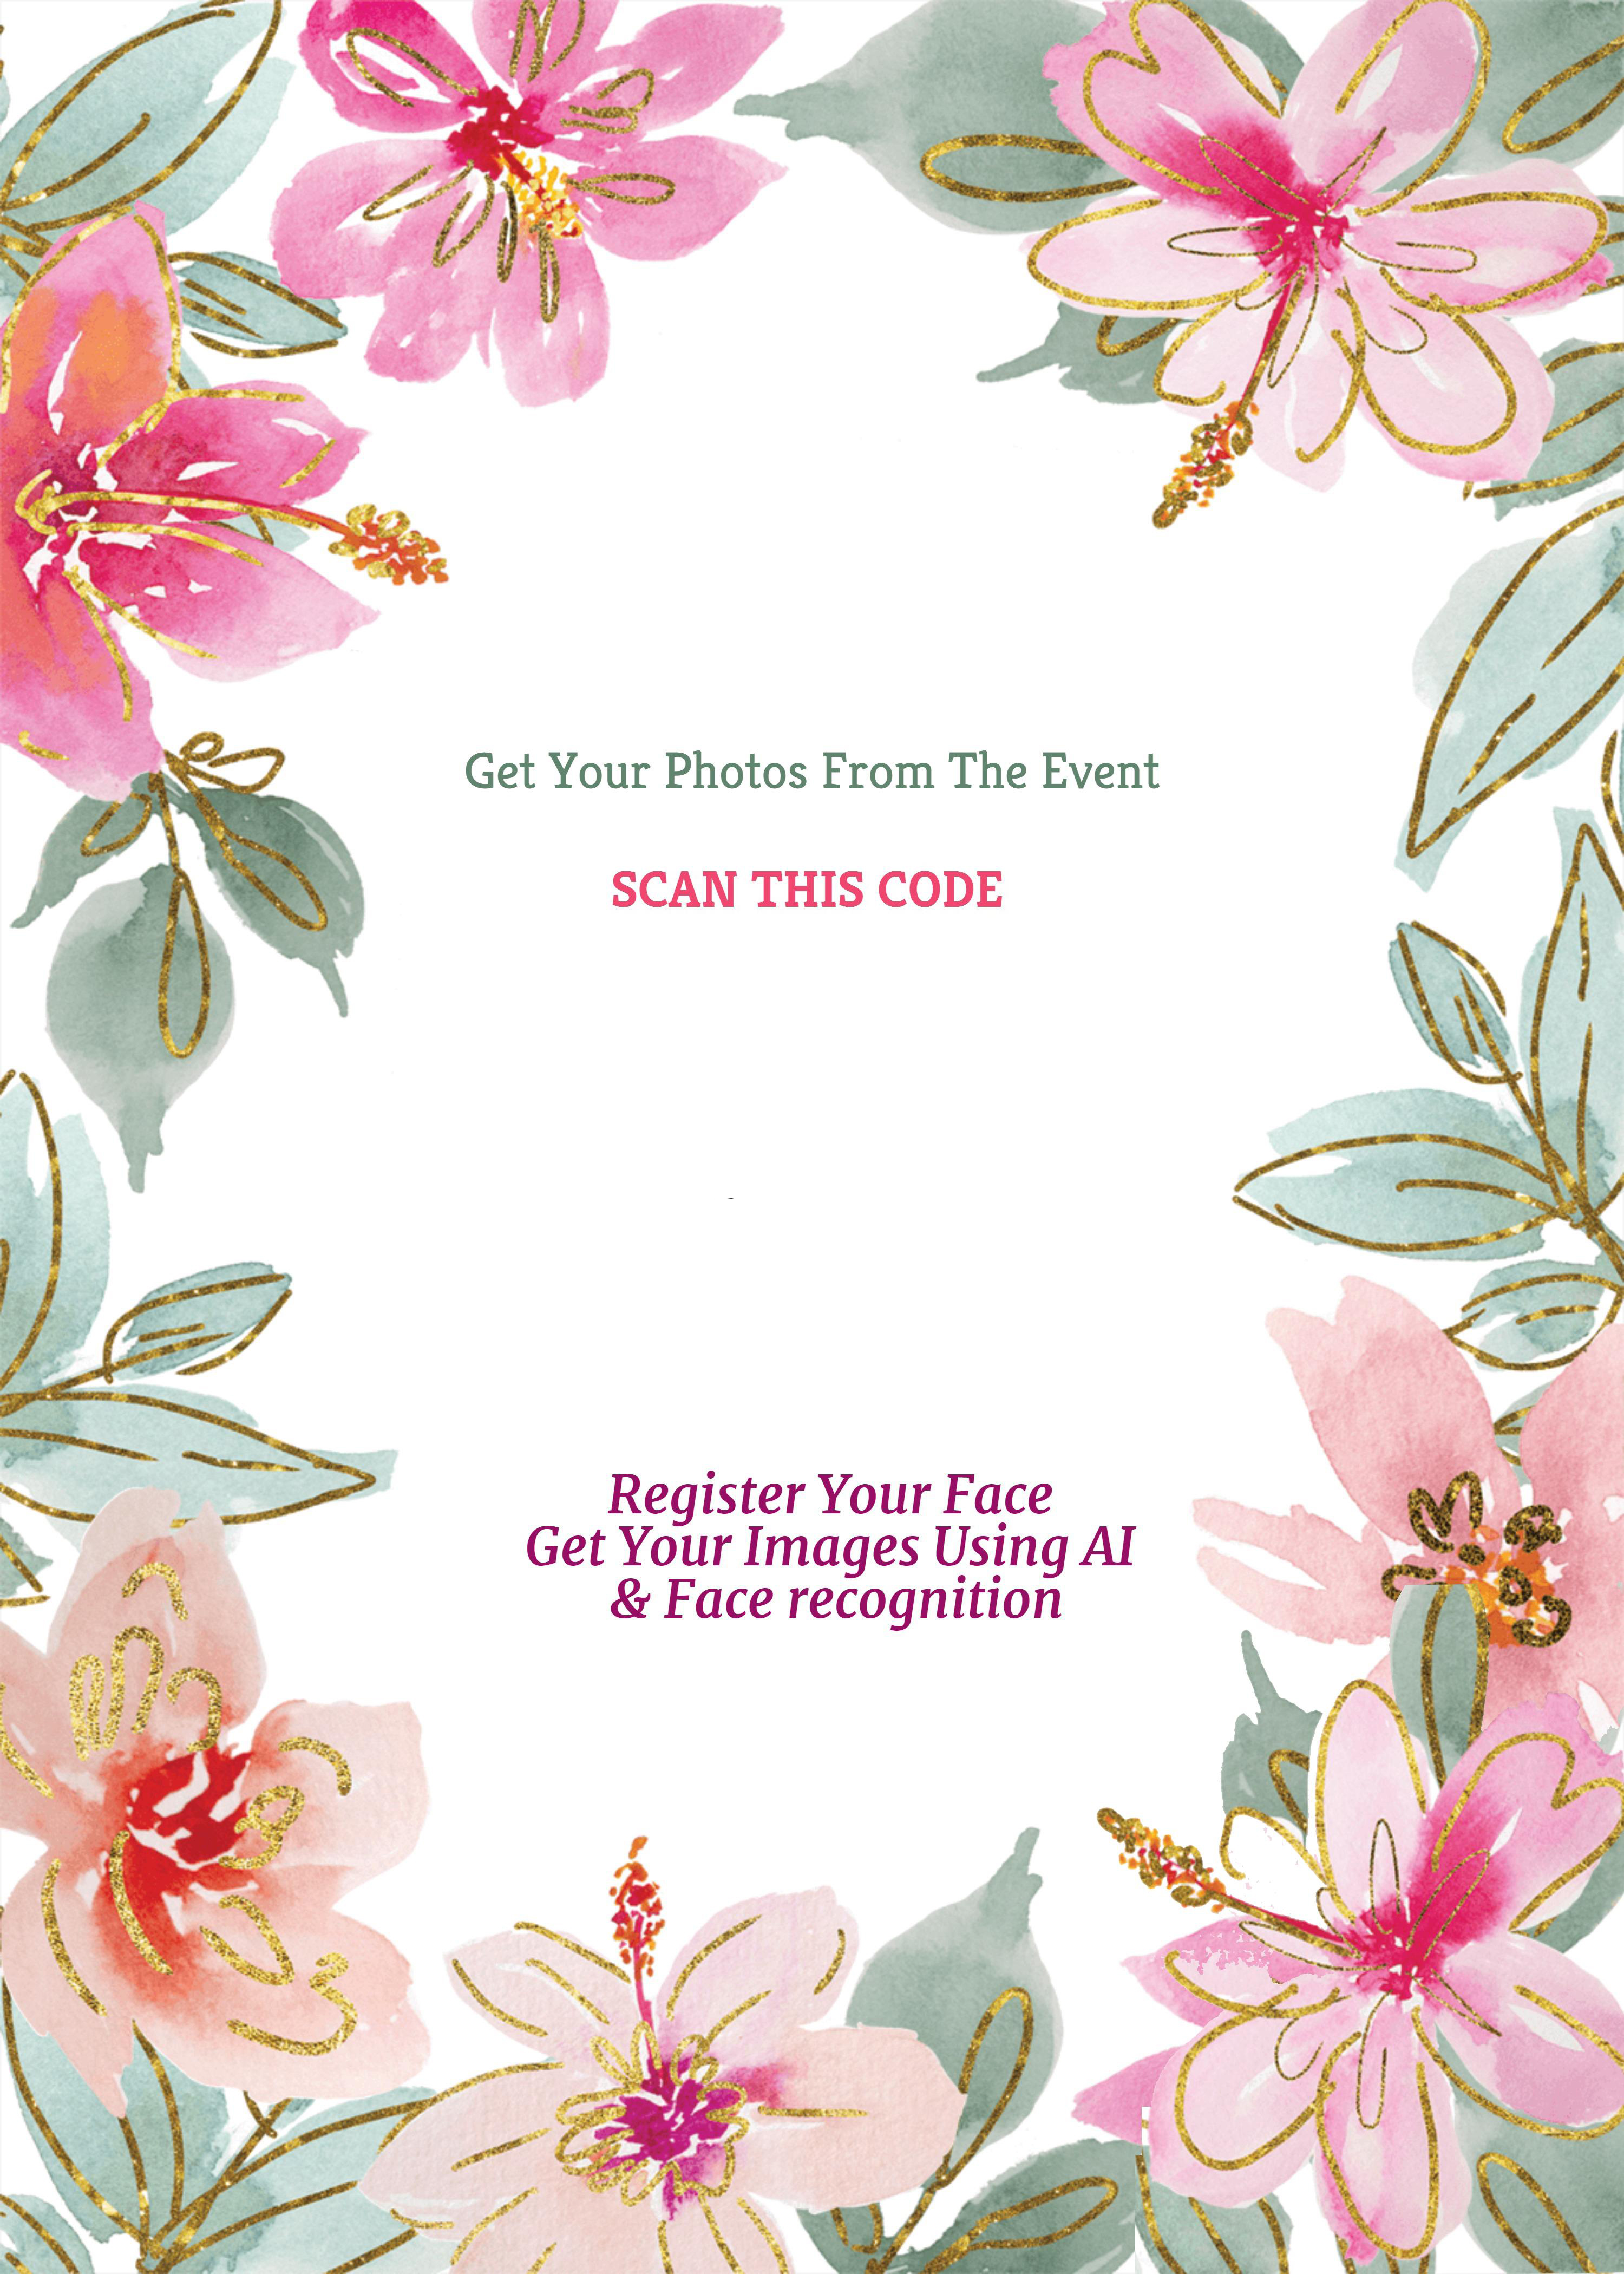 Get Your Photos From The Event
SCAN THIS CODE
Register Your Face
Get Your Images Using AI
& Face recognition